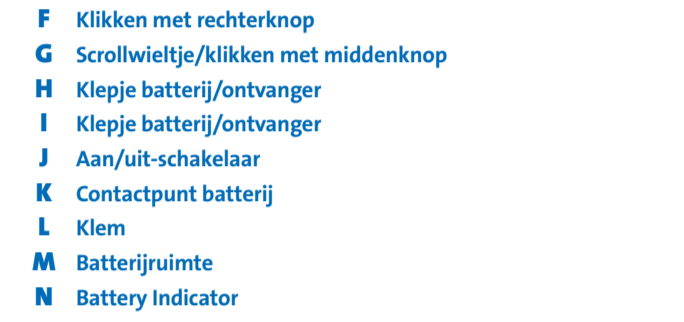 F Klikken met rechterknop
G Scrollwieltje/klikken met middenknop
H Klepje batterij/ontvanger
I Klepje batterij/ontvanger
J Aan/uit-schakelaar
K Contactpunt batterij
L Klem
M Batterijruimte
N Battery Indicator